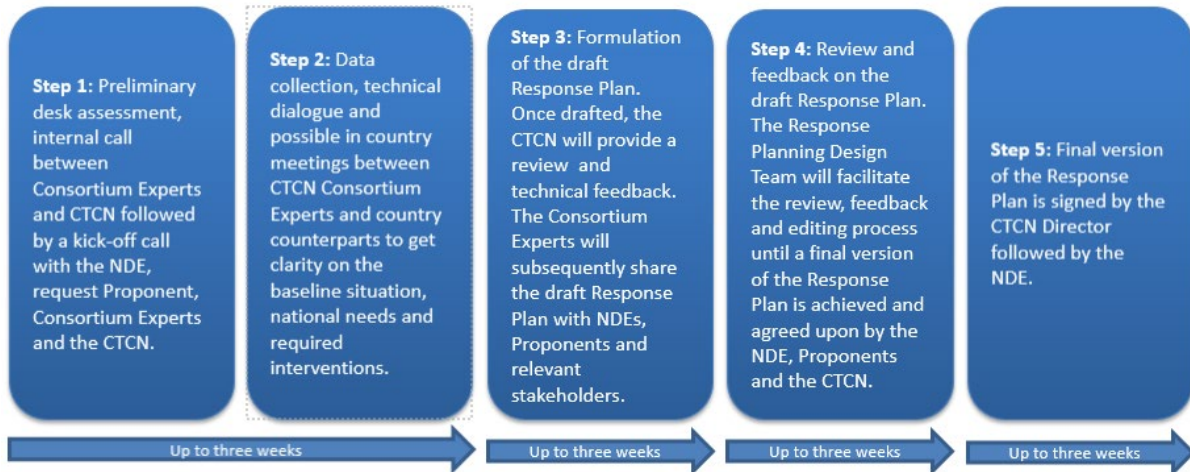 Step 1: Preliminary
desk assessment,
internal call
between
Consortium Experts
and CTCN followed
by a kick-off call
with the NDE,
request Proponent,
Consortium Experts
and the CTCN.
Step 2: Data
collection, technical
dialogue and
possible in country
meetings between
CTCN Consortium
Experts and country
counterparts to get
clarity on the
baseline situation,
national needs and
required
interventions.
Step 3: Formulation
of the draft
Response Plan.
Once drafted, the
CTCN will provide a
review and
technical feedback.
The Consortium
Experts will
subsequently share
the draft Response
Plan with NDEs,
Proponents and
relevant
stakeholders.
Step 4: Review and
feedback on the
draft Response Plan.
The Response
Planning Design
Team will facilitate
the review, feedback
and editing process
until a final version
of the Response
Plan is achieved and
agreed upon by the
NDE, Proponents
and the CTCN.
Step 5: Final version
of the Response
Plan is signed by the
CTCN Director
followed by the
NDE.
Up to three weeks
Up to three weeks
Up to three weeks
Up to three weeks